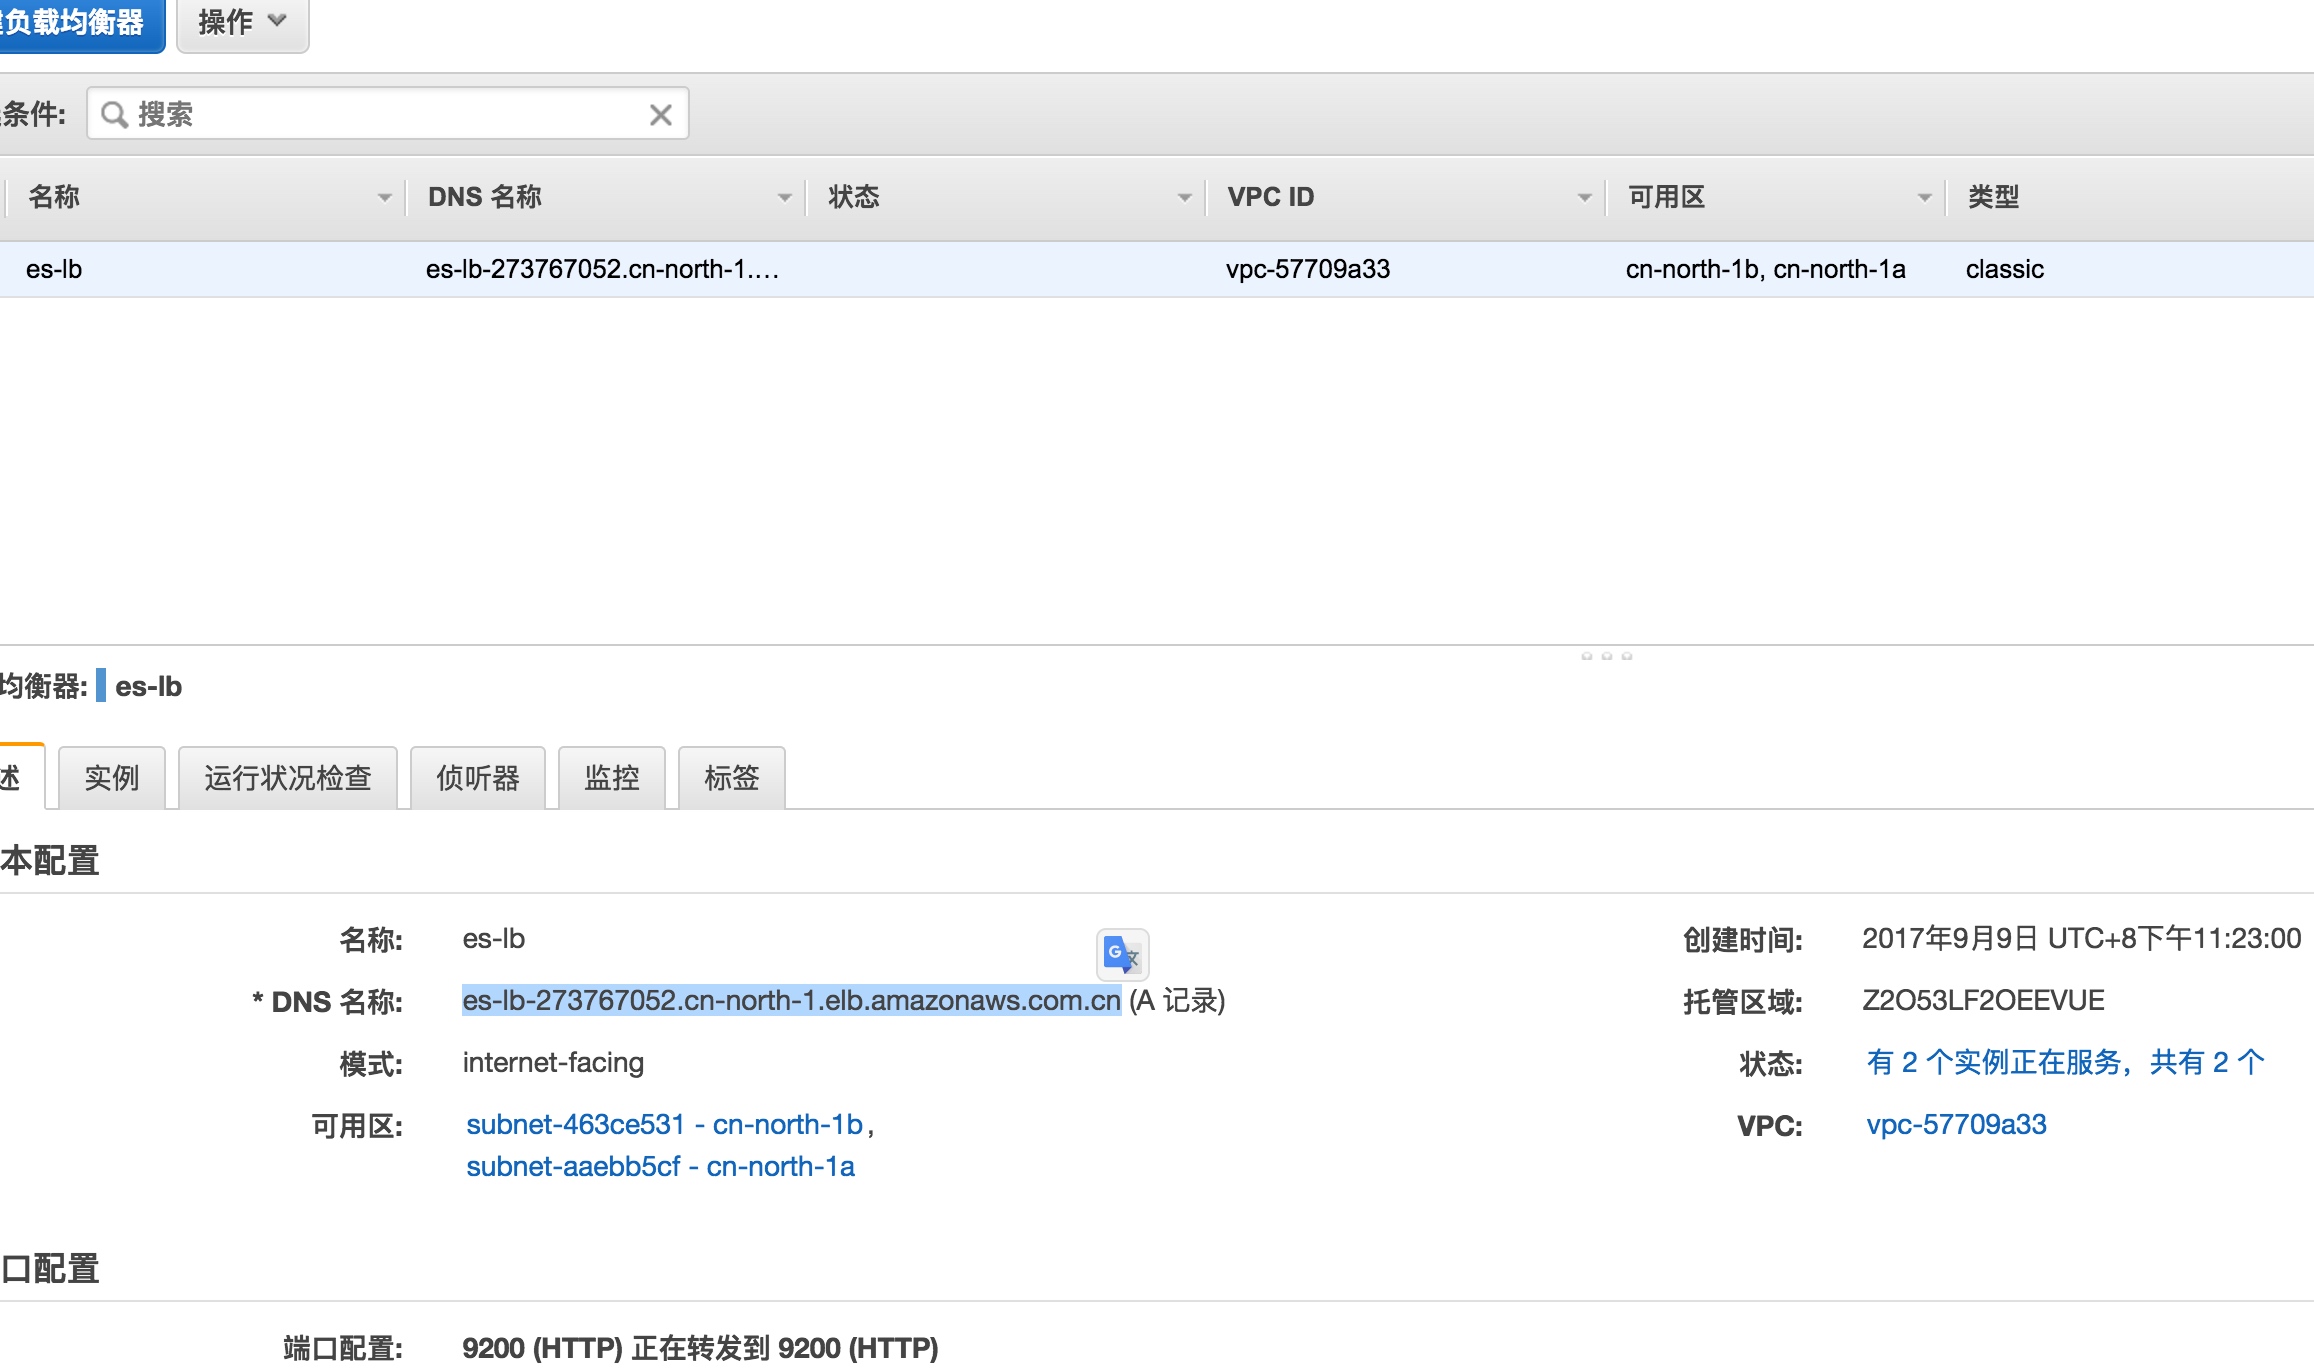 负载均衡器 操作
条件: 搜索
名称 DNS 名称 状态 VPC ID 可用区 类型
es-lb es-lb-273767052.cn-north-1.… vpc-57709a33 cn-north-1b, cn-north-1a classic
均衡器: es-lb
述 实例 运行状况检查 侦听器 监控 标签
本配置
名称: es-lb 创建时间: 2017年9月9日 UTC+8下午11:23:00
* DNS 名称: es-lb-273767052.cn-north-1.elb.amazonaws.com.cn (A 记录) 托管区域: Z2O53LF2OEEVUE
模式: internet-facing 状态: 有 2 个实例正在服务，共有 2 个
可用区: subnet-463ce531 - cn-north-1b, VPC: vpc-57709a33
subnet-aaebb5cf - cn-north-1a
口配置
端口配置: 9200 (HTTP) 正在转发到 9200 (HTTP)